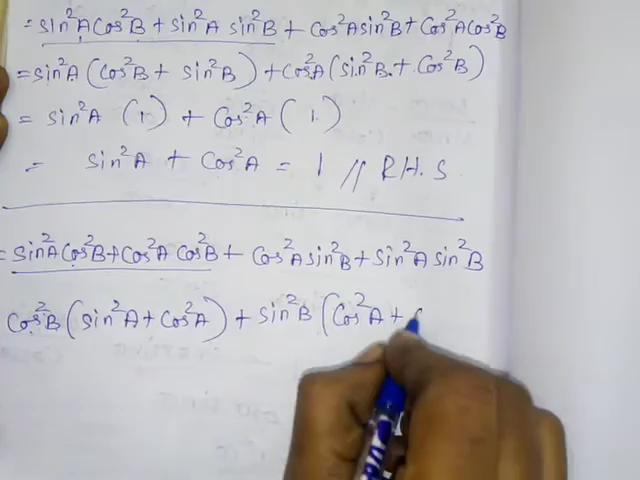 = sin²A cos²B + sin²A sin²B + cos²A sin²B + cos²A cos²B
= sin²A (cos²B + sin²B) + cos²A (sin²B + cos²B)
= sin²A (1) + cos²A (1)
= sin²A + cos²A = 1 // R.H.S
= sin²A cos²B + cos²A cos²B + cos²A sin²B + sin²A sin²B
cos²B (sin²A + cos²A) + sin²B (cos²A +